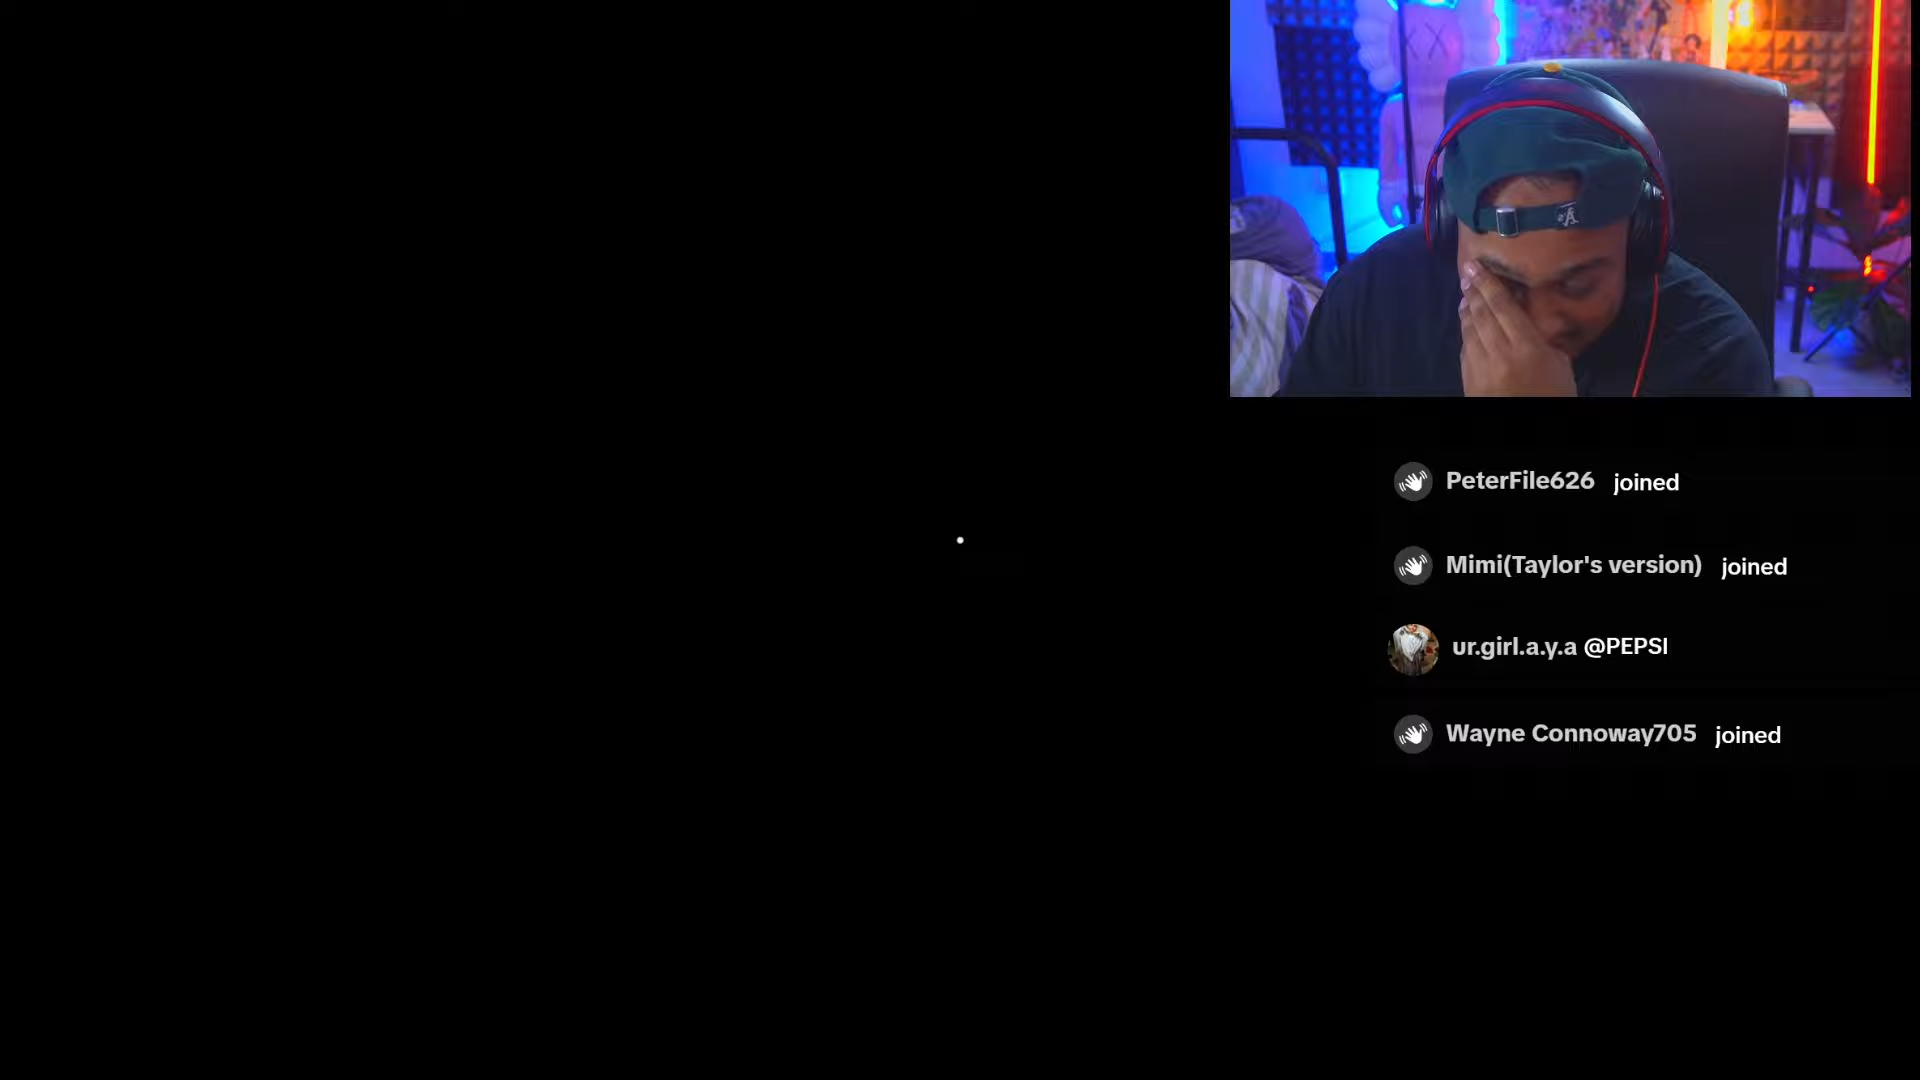 PeterFile626 joined
Mimi(Taylor's version) joined
ur.girl.a.y.a @PEPSI
Wayne Connoway705 joined